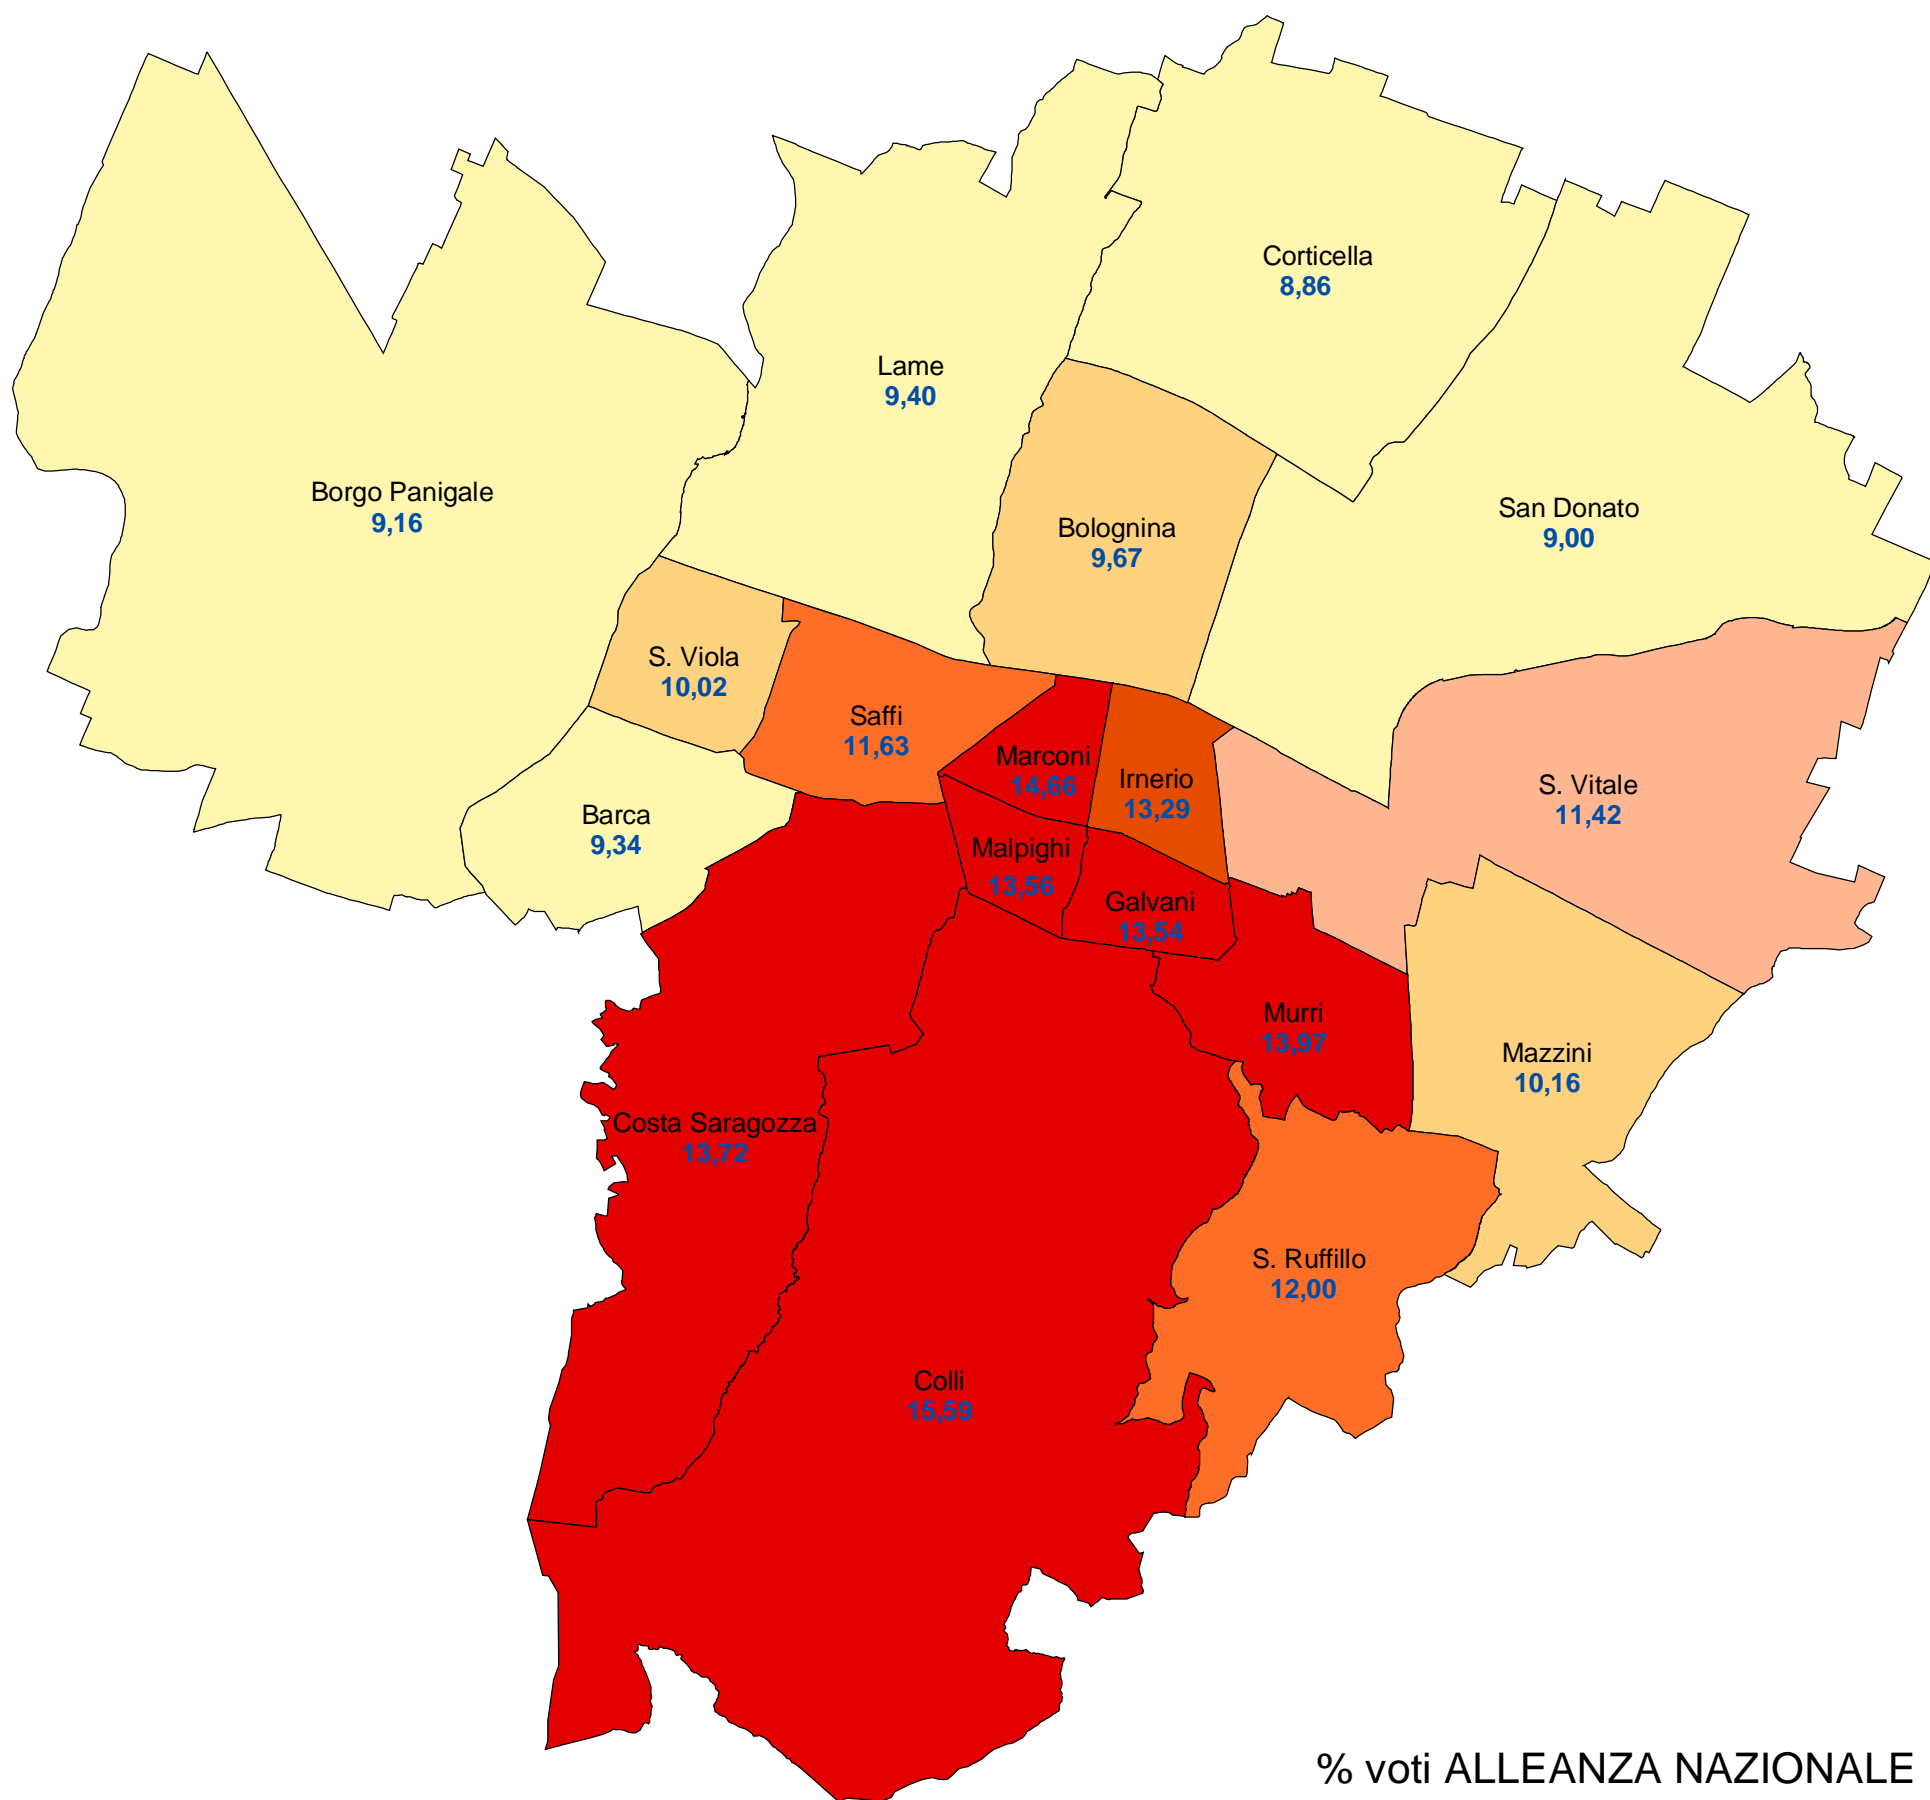 Corticella
8,86
Lame
9,40
Borgo Panigale
9,16
San Donato
9,00
Bolognina
9,67
S. Viola
10,02
Saffi
11,63
Marconi
14,66
Irnerio
13,29
S. Vitale
11,42
Barca
9,34
Malpighi
13,56
Galvani
13,54
Murri
13,97
Mazzini
10,16
Costa Saragozza
13,72
S. Ruffillo
12,00
Colli
15,59
% voti ALLEANZA NAZIONALE